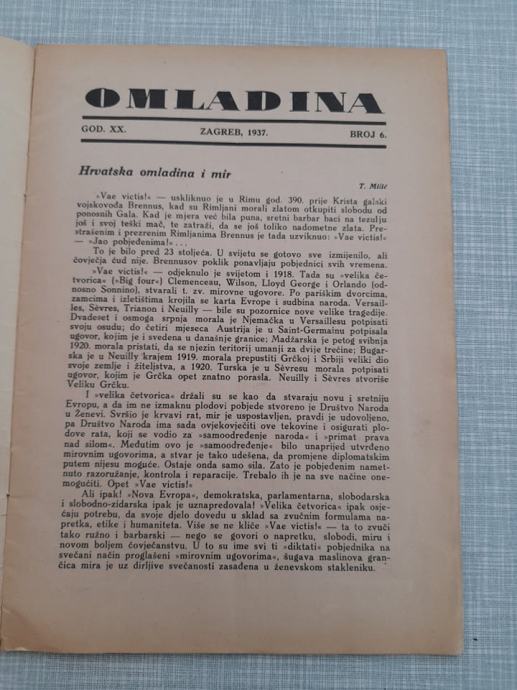 OMLADINA
GOD. XX. ZAGREB, 1937. BROJ 6.
Hrvatska omladina i mir
T. Milić
»Vae victis!« — uskliknuo je u Rimu god. 390. prije Krista galski
vojskovođa Brennus, kad su Rimljani morali zlatom otkupiti slobodu od
ponosnih Gala. Kad je mjera već bila puna, sretni barbar baci na tezulju
još i svoj teški mač, te zatraži, da se još toliko nadometne zlata. Pre-
strašenim i prezrenim Rimljanima Brennus je tada uzviknuo: »Vae victis!«
— »Jao pobjeđenima!« . . .
To je bilo pred 23 stoljeća. U svijetu se gotovo sve izmijenilo, ali
čovječja ćud nije. Brennusov poklik ponavljaju pobjednici svih vremena.
»Vae victis!« — odjeknulo je svijetom i 1918. Tada su »velika če-
tvorica« (»Big four«) Clemenceau, Wilson, Lloyd George i Orlando (od-
nosno Sonnino), stvarali t. zv. mirovne ugovore. Po pariškim dvorcima,
zamcima i izletištima krojila se karta Evrope i sudbina naroda. Versail-
les, Sèvres, Trianon i Neuilly — bile su pozornice nove velike tragedije.
Dvadeset i osmoga srpnja morala je Njemačka u Versaillesu potpisati
svoju osudu; do četiri mjeseca Austrija je u Saint-Germainu potpisala
ugovor, kojim je i svedena u današnje granice; Madžarska je petog svibnja
1920. morala pristati, da se njezin teritorij umanji za dvije trećine; Bugar-
ska je u Neuilly krajem 1919. morala prepustiti Grčkoj i Srbiji veliki dio
svoje zemlje i žiteljstva, a 1920. Turska je u Sèvresu morala potpisati
ugovor, kojim je Grčka opet znatno porasla. Neuilly i Sèvres stvoriše
Veliku Grčku.
I »velika četvorica« držali su se kao da stvaraju novu i sretniju
Evropu, a da im ne izmaknu plodovi pobjede stvoreno je Društvo Naroda
u Ženevi. Svršio je krvavi rat, mir je uspostavljen, pravdi je udovoljeno,
pa Društvo Naroda ima sada ovjekovječiti ove tekovine i osigurati plo-
dove rata, koji se vodio za »samoodređenje naroda« i »primat prava
nad silom«. Međutim ovo je »samoodređenje« bilo unaprijed utvrđeno
mirovnim ugovorima, a stvar je tako udešena, da promjene diplomatskim
putem nijesu moguće. Ostaje onda samo sila. Zato je pobjeđenim namet-
nuto razoružanje, kontrola i reparacije. Trebalo ih je na sve načine one-
mogućiti. Opet »Vae victis!«
Ali ipak! »Nova Evropa«, demokratska, parlamentarna, slobodarska
i slobodno-zidarska ipak je uznapredovala! »Velika četvorica« ipak osje-
ćaju potrebu, da svoje djelo dovedu u sklad sa zvučnim formulama na-
pretka, etike i humaniteta. Više se ne kliče »Vae victis!« — ta to zvuči
tako ružno i barbarski — nego se govori o napretku, slobodi, miru i
novom boljem čovječanstvu. U to su ime svi ti »diktati« pobjednika na
svečani način proglašeni »mirovnim ugovorima«, šugava maslinova gran-
čica mira je uz dirljive svečanosti zasađena u ženevskom stakleniku.